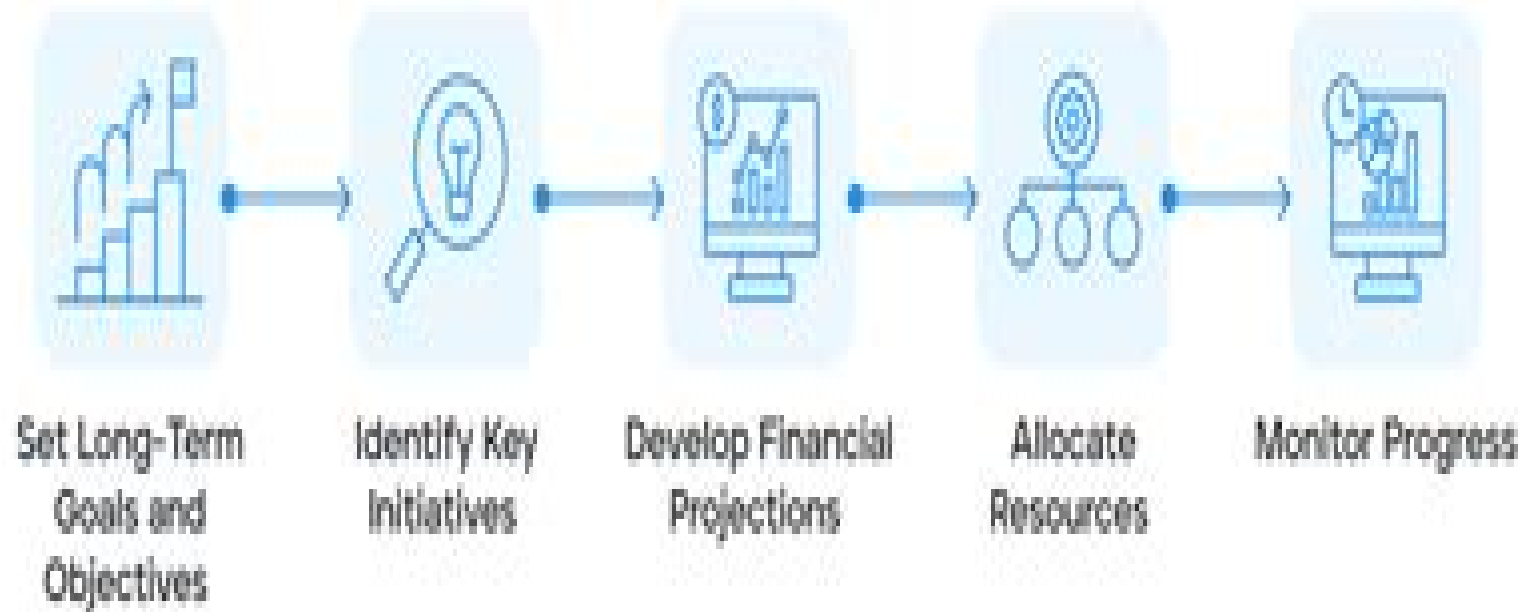 Set Long-Term
Goals and
Objectives
Identify Key
Initiatives
Develop Financial
Projections
Allocate
Resources
Monitor Progress